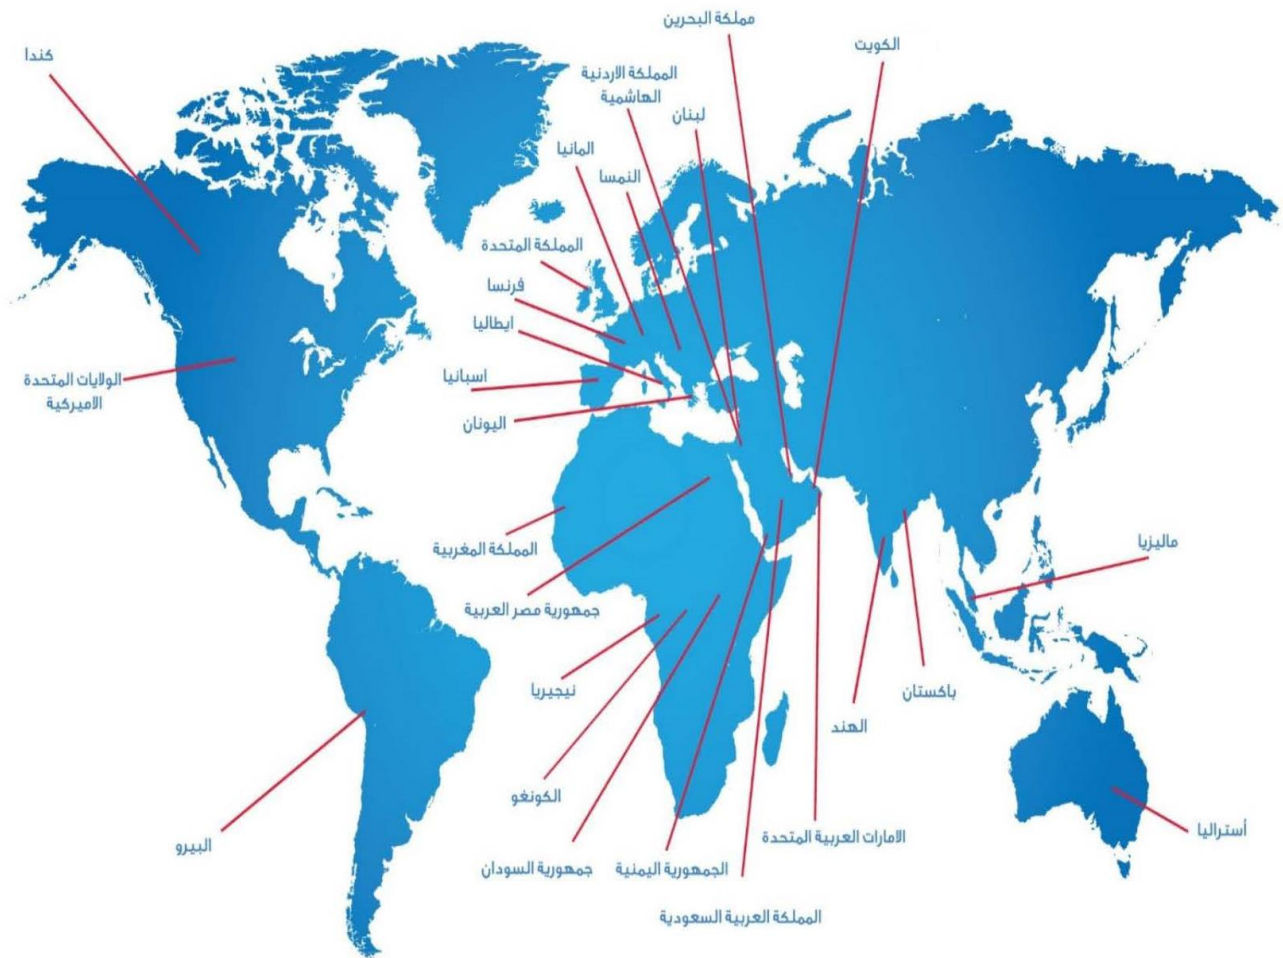 مملكة البحرين
الكويت
كندا
المملكة الاردنية
الهاشمية
لبنان
المانيا
النمسا
المملكة المتحدة
فرنسا
ايطاليا
الولايات المتحدة
الاميركية
اسبانيا
اليونان
المملكة المغربية
ماليزيا
جمهورية مصر العربية
نيجيريا
باكستان
الهند
الكونغو
البيرو
أستراليا
الامارات العربية المتحدة
جمهورية السودان
الجمهورية اليمنية
المملكة العربية السعودية